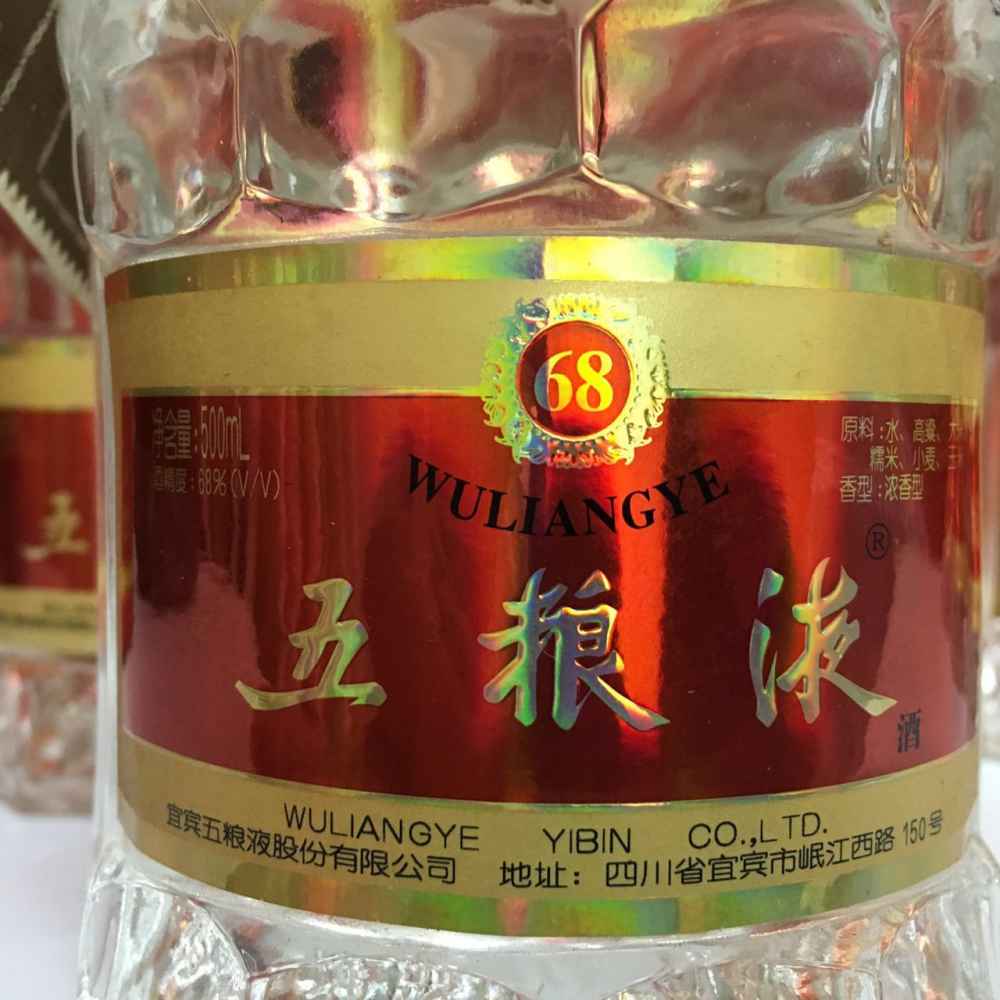 68
净含量:500mL
酒精度:68%(V/V)
原料:水、高粱、
糯米、小麦、
香型:浓香型
WULIANGYE
®
五粮液
酒
WULIANGYE YIBIN CO.,LTD.
宜宾五粮液股份有限公司 地址:四川省宜宾市岷江西路150号
五